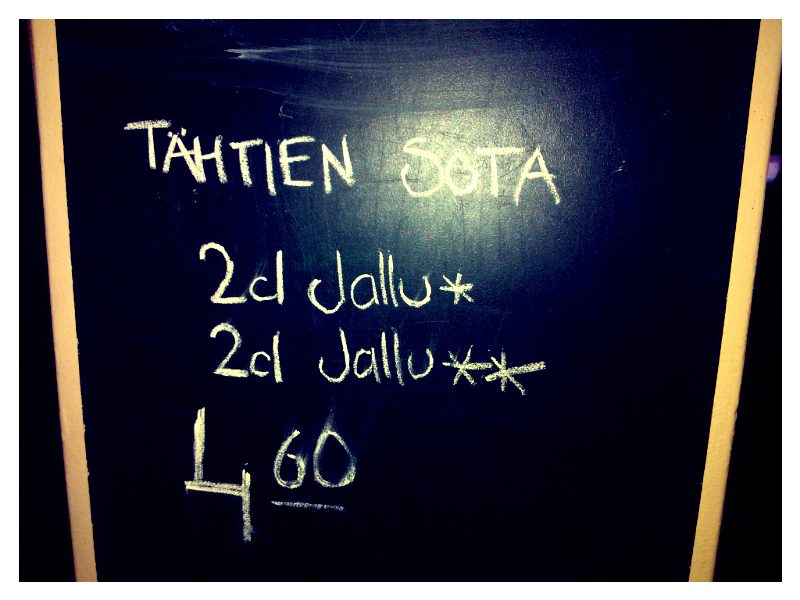 TÄHTIEN SOTA
2cl Jallu*
2cl Jallu**
4 60